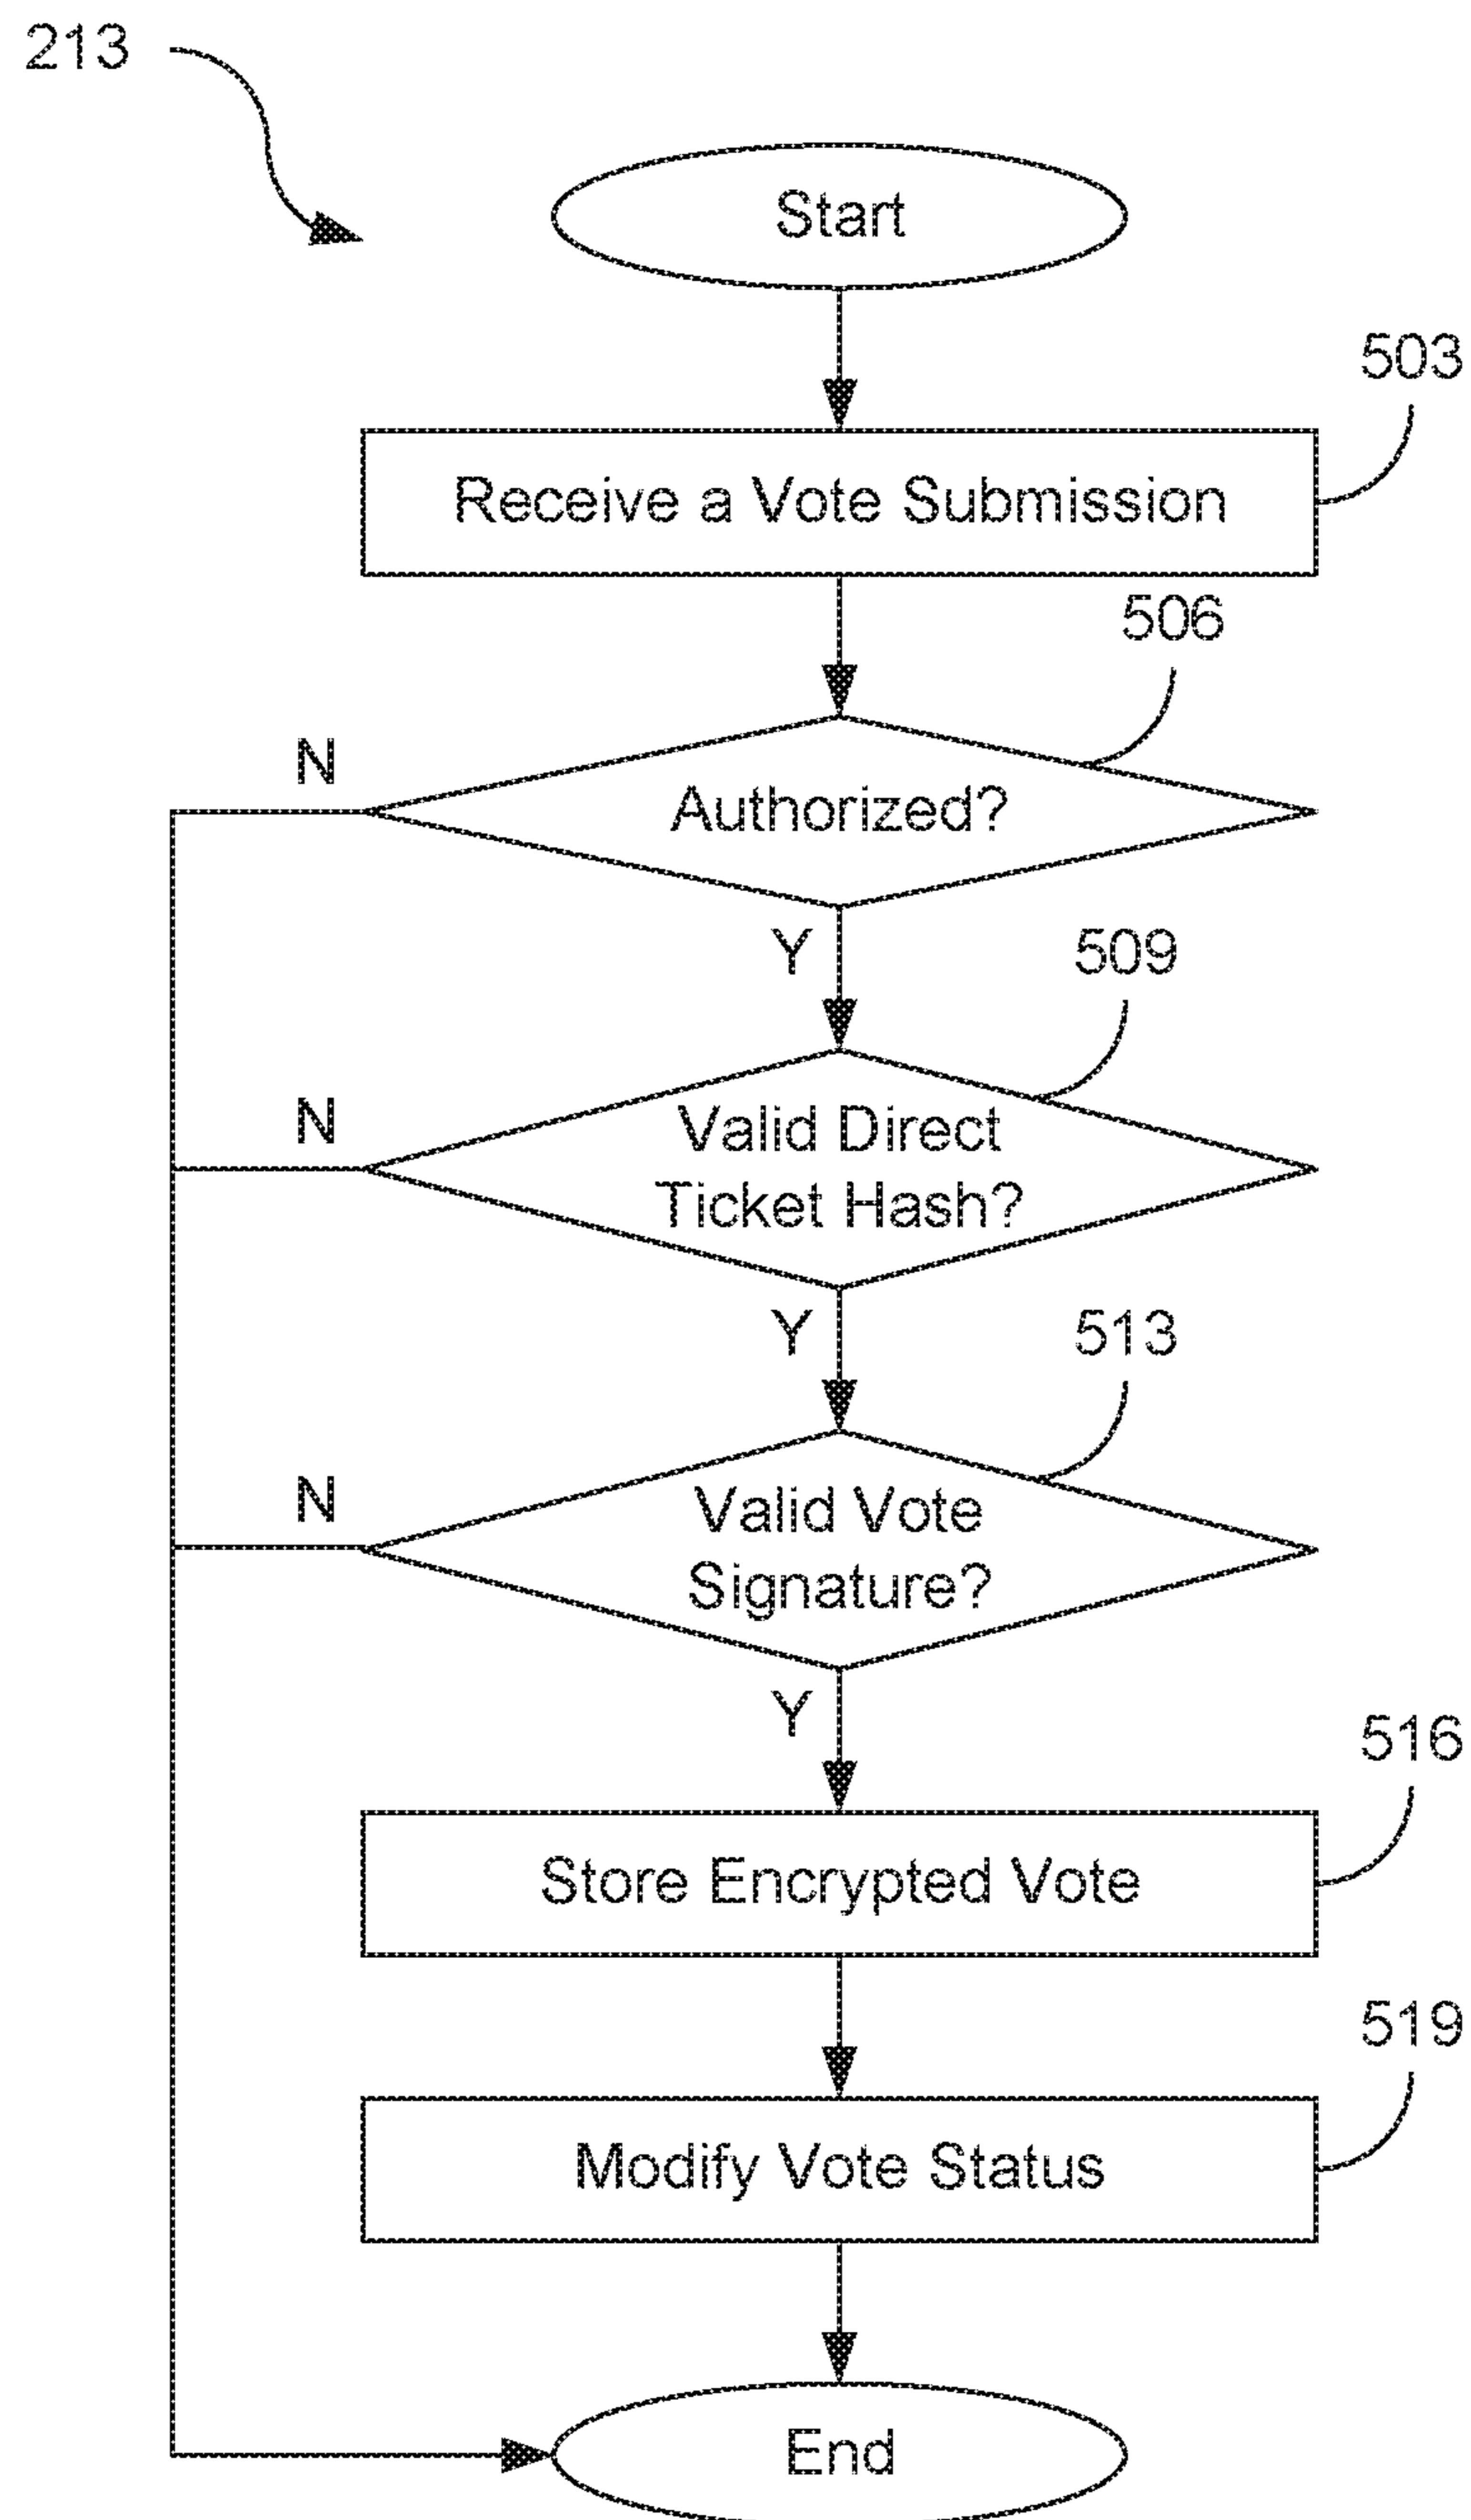 213
Start
503
Receive a Vote Submission
506
N
Authorized?
Y
509
N
Valid Direct
Ticket Hash?
Y
513
N
Valid Vote
Signature?
Y
516
Store Encrypted Vote
519
Modify Vote Status
End